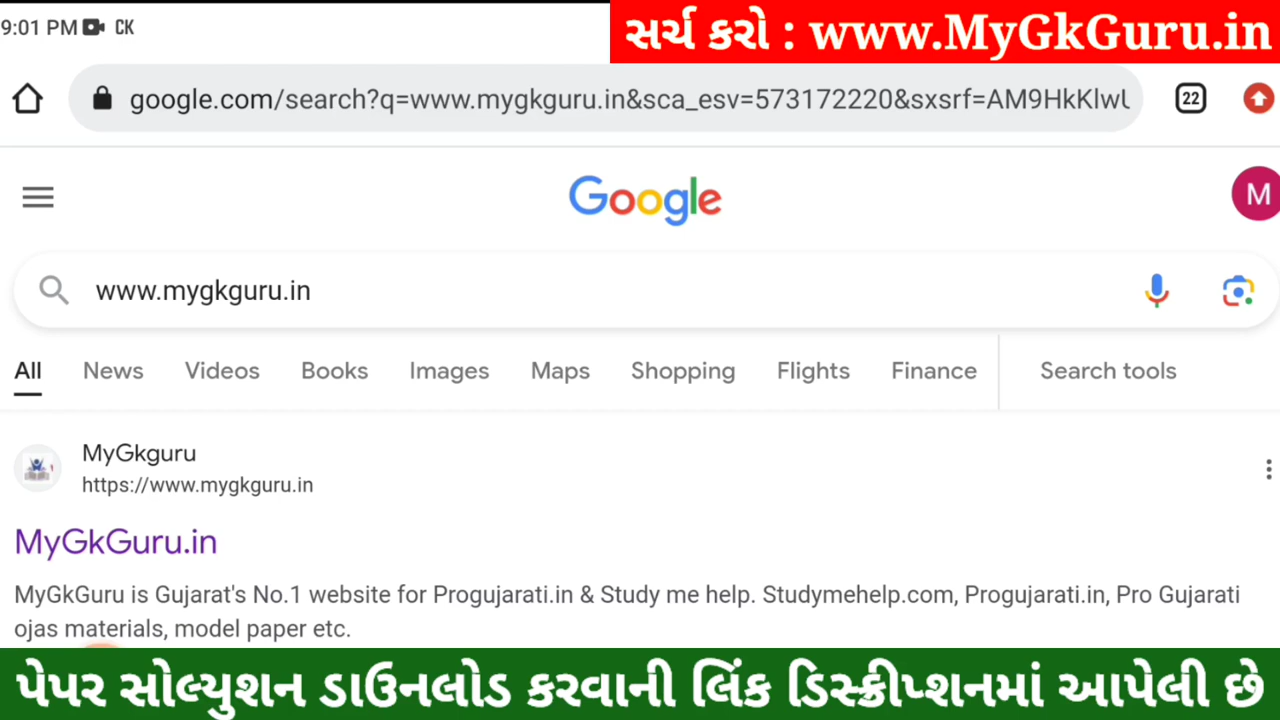 9:01 PM CK
સર્ચ કરો : www.MyGkGuru.in
google.com/search?q=www.mygkguru.in&sca_esv=573172220&sxsrf=AM9HkKlwU
22
Google
M
www.mygkguru.in
All News Videos Books Images Maps Shopping Flights Finance Search tools
MyGkguru
https://www.mygkguru.in
MyGkGuru.in
MyGkGuru is Gujarat's No.1 website for Progujarati.in & Study me help. Studymehelp.com, Progujarati.in, Pro Gujarati
ojas materials, model paper etc.
પેપર સોલ્યુશન ડાઉનલોડ કરવાની લિંક ડિસ્ક્રીપ્શનમાં આપેલી છે